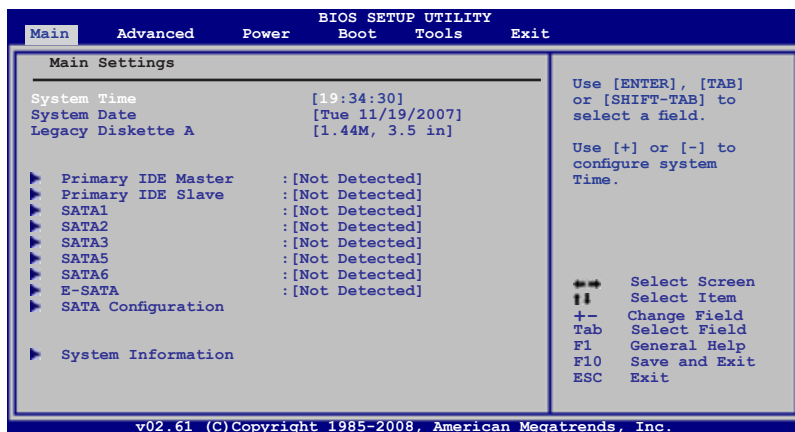 BIOS SETUP UTILITY
Main Advanced Power Boot Tools Exit
Main Settings
System Time [19:34:30]
System Date [Tue 11/19/2007]
Legacy Diskette A [1.44M, 3.5 in]
Primary IDE Master :[Not Detected]
Primary IDE Slave :[Not Detected]
SATA1 :[Not Detected]
SATA2 :[Not Detected]
SATA3 :[Not Detected]
SATA5 :[Not Detected]
SATA6 :[Not Detected]
E-SATA :[Not Detected]
SATA Configuration
System Information
Use [ENTER], [TAB]
or [SHIFT-TAB] to
select a field.
Use [+] or [-] to
configure system
Time.
Select Screen
Select Item
+- Change Field
Tab Select Field
F1 General Help
F10 Save and Exit
ESC Exit
v02.61 (C)Copyright 1985-2008, American Megatrends, Inc.